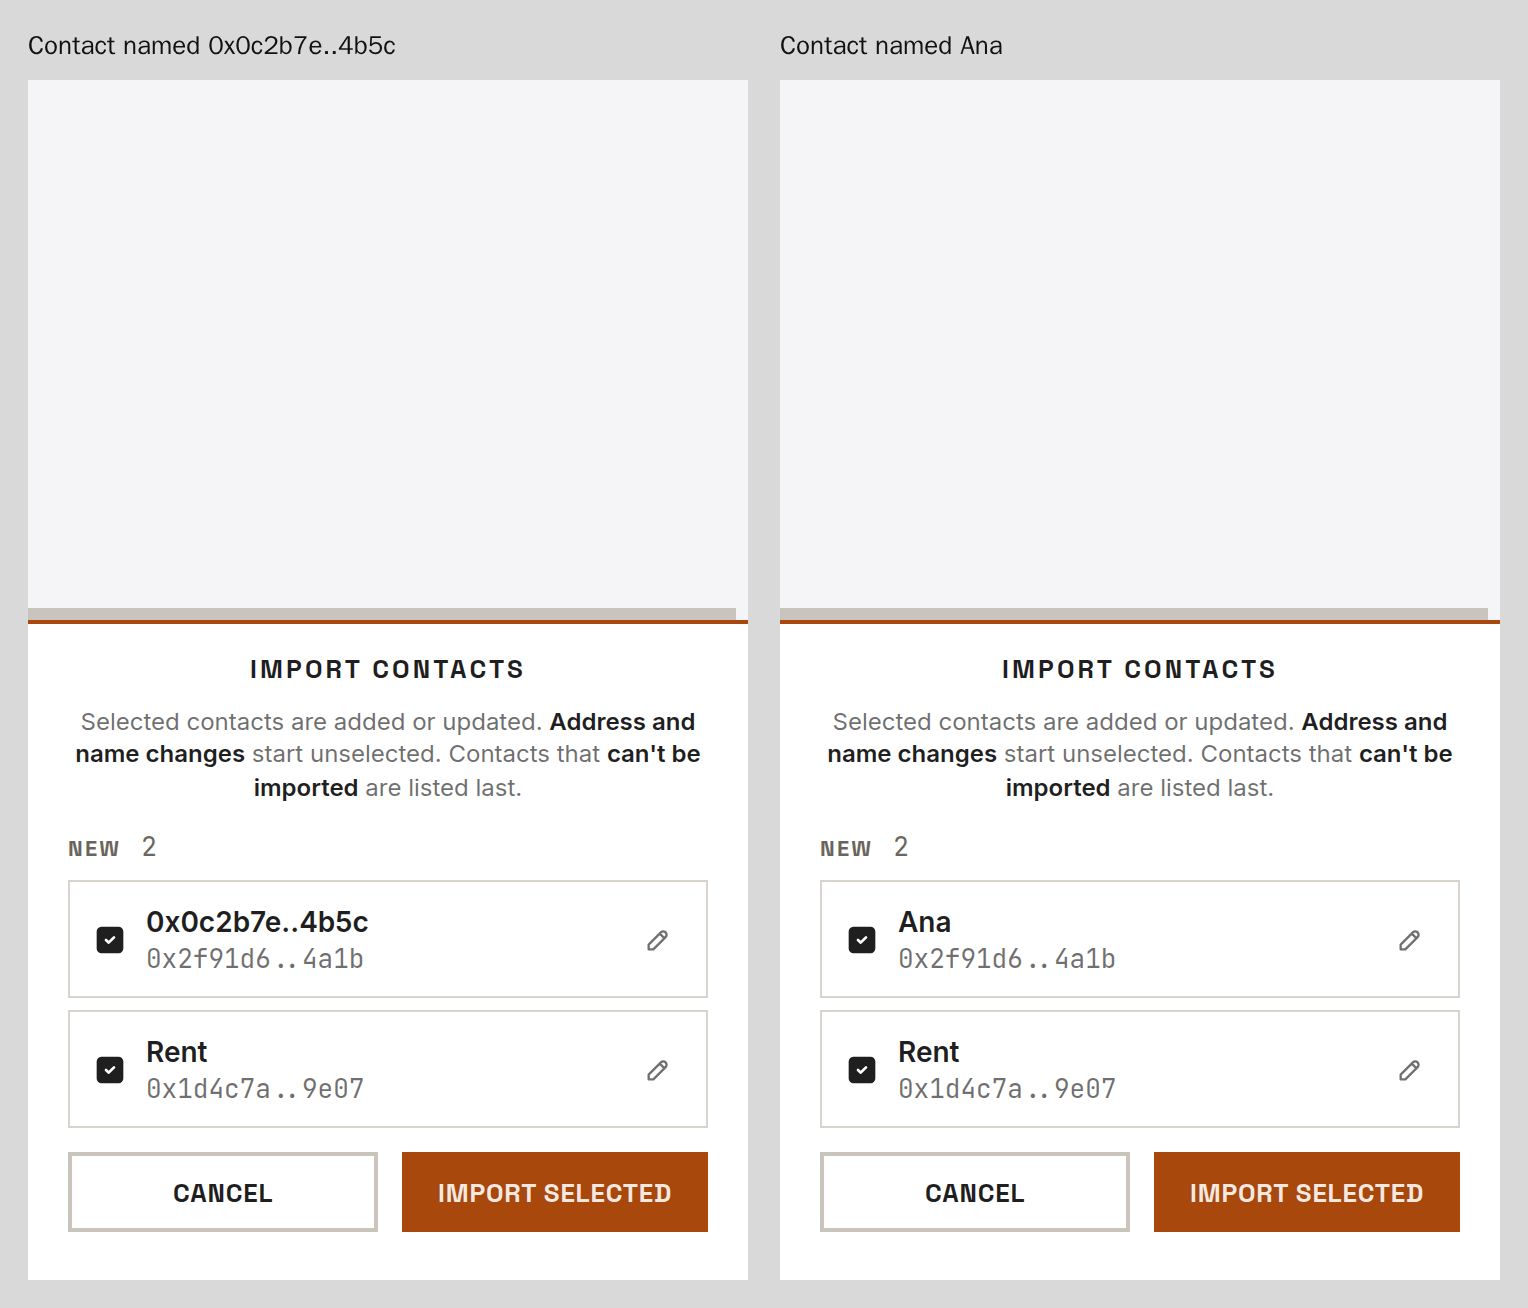 Contact named 0x0c2b7e..4b5c
IMPORT CONTACTS
Selected contacts are added or updated. Address and
name changes start unselected. Contacts that can't be
imported are listed last.
NEW 2
0x0c2b7e..4b5c
0x2f91d6..4a1b
Rent
0x1d4c7a..9e07
CANCEL IMPORT SELECTED
Contact named Ana
IMPORT CONTACTS
Selected contacts are added or updated. Address and
name changes start unselected. Contacts that can't be
imported are listed last.
NEW 2
Ana
0x2f91d6..4a1b
Rent
0x1d4c7a..9e07
CANCEL IMPORT SELECTED